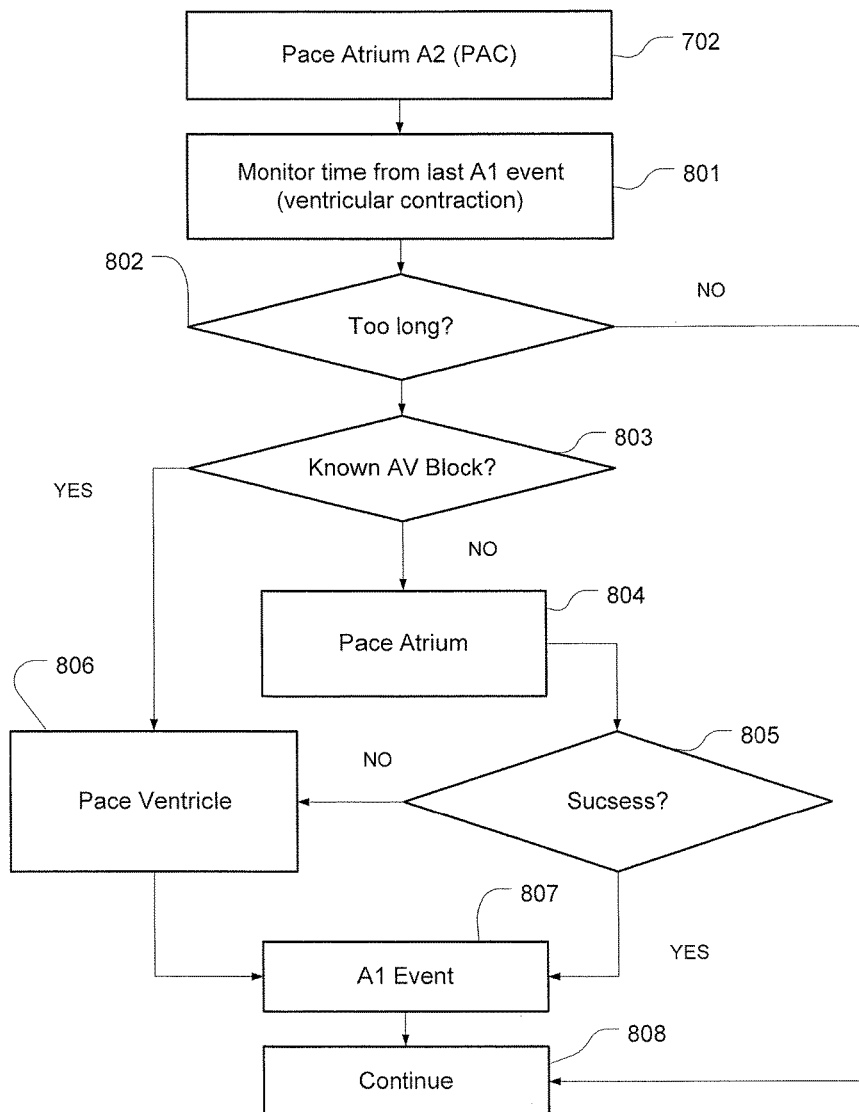 Pace Atrium A2 (PAC)
702
Monitor time from last A1 event
(ventricular contraction)
801
802
Too long?
NO
Known AV Block?
803
YES
NO
Pace Atrium
804
806
Pace Ventricle
NO
Sucsess?
805
807
A1 Event
YES
Continue
808